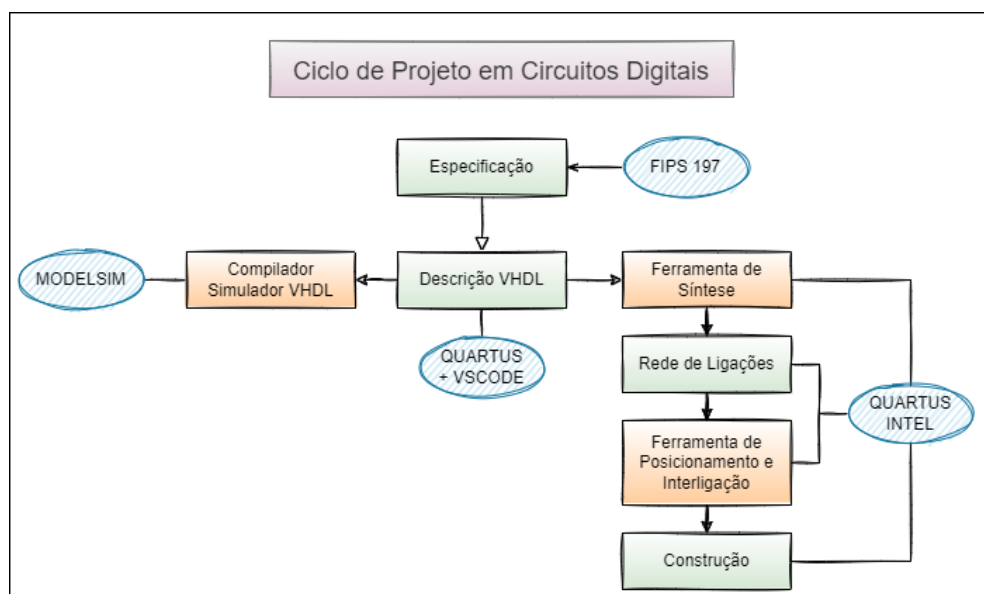 Ciclo de Projeto em Circuitos Digitais
Especificação
FIPS 197
MODELSIM
Compilador
Simulador VHDL
Descrição VHDL
Ferramenta de
Síntese
QUARTUS
+ VSCODE
Rede de Ligações
QUARTUS
INTEL
Ferramenta de
Posicionamento e
Interligação
Construção